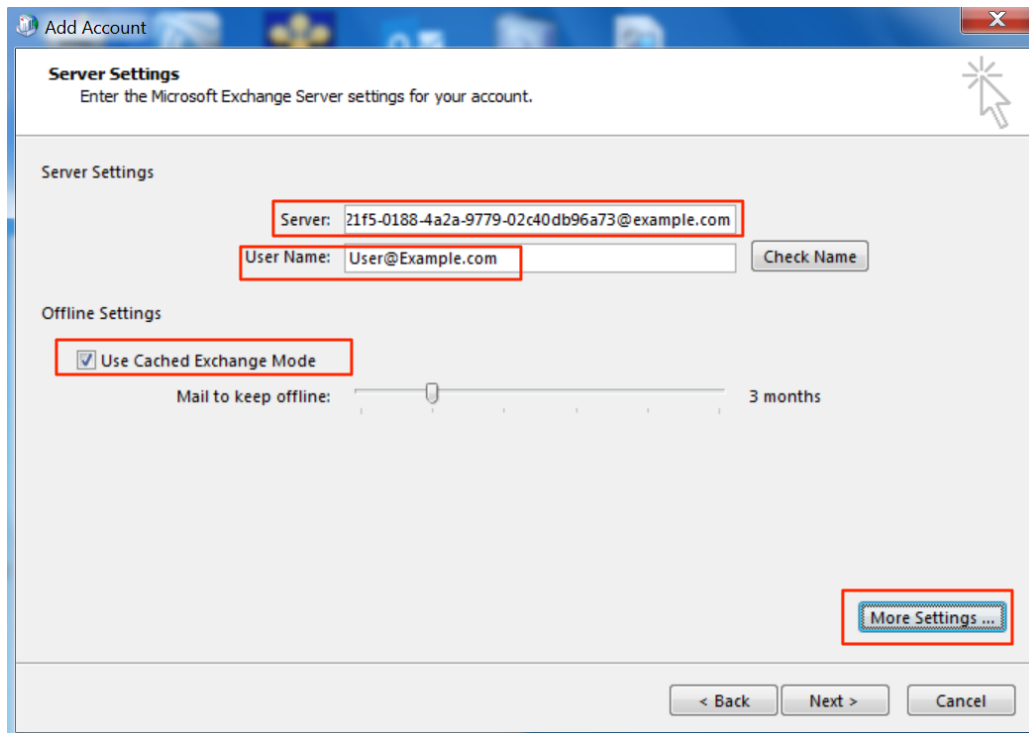 Add Account
Server Settings
Enter the Microsoft Exchange Server settings for your account.
Server Settings
Server: 21f5-0188-4a2a-9779-02c40db96a73@example.com
User Name: User@Example.com Check Name
Offline Settings
Use Cached Exchange Mode
Mail to keep offline: 3 months
More Settings ...
< Back Next > Cancel